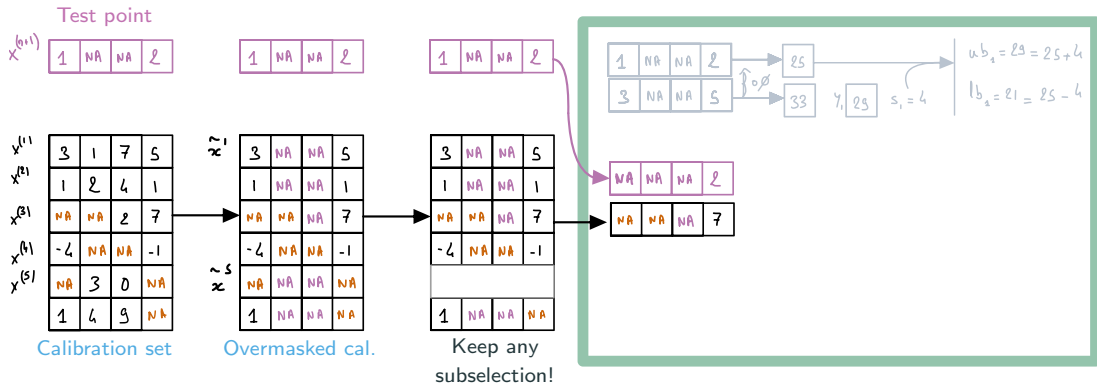 Test point
x^(n+1) 1 NA NA 2
1 NA NA 2
1 NA NA 2
1 NA NA 2 25
3 NA NA 5 33 y₁ 29 s₁ = 4
ub₁ = 29 = 25+4
lb₂ = 21 = 25 - 4
x^(1) 3 1 7 5
x^(2) 1 2 4 1
x^(3) NA NA 2 7
x^(4) -4 NA NA -1
x^(5) NA 3 0 NA
1 4 9 NA
Calibration set
x̃¹ 3 NA NA 5
1 NA NA 1
NA NA NA 7
-4 NA NA -1
x̃⁵ NA NA NA NA
1 NA NA NA
Overmasked cal.
3 NA NA 5
1 NA NA 1
NA NA NA 7
-4 NA NA -1
1 NA NA NA
Keep any
subselection!
NA NA NA 2
NA NA NA 7